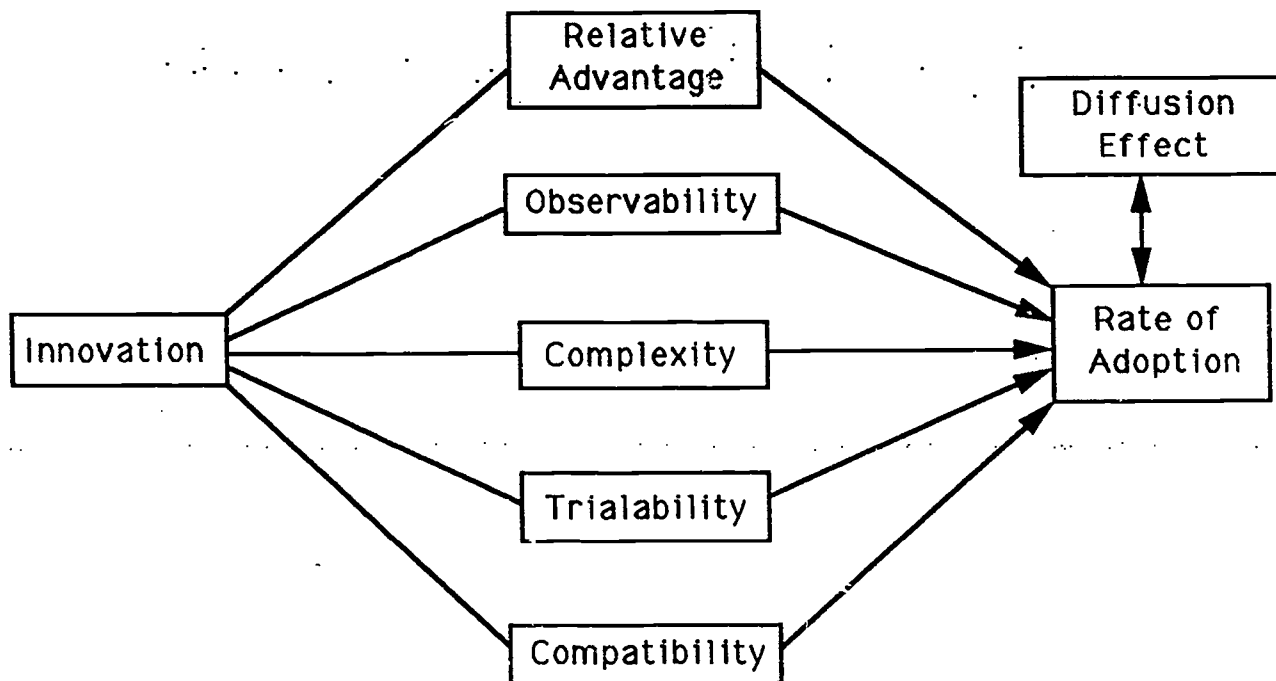 Relative
Advantage
Diffusion
Effect
Observability
Innovation
Complexity
Rate of
Adoption
Trialability
Compatibility